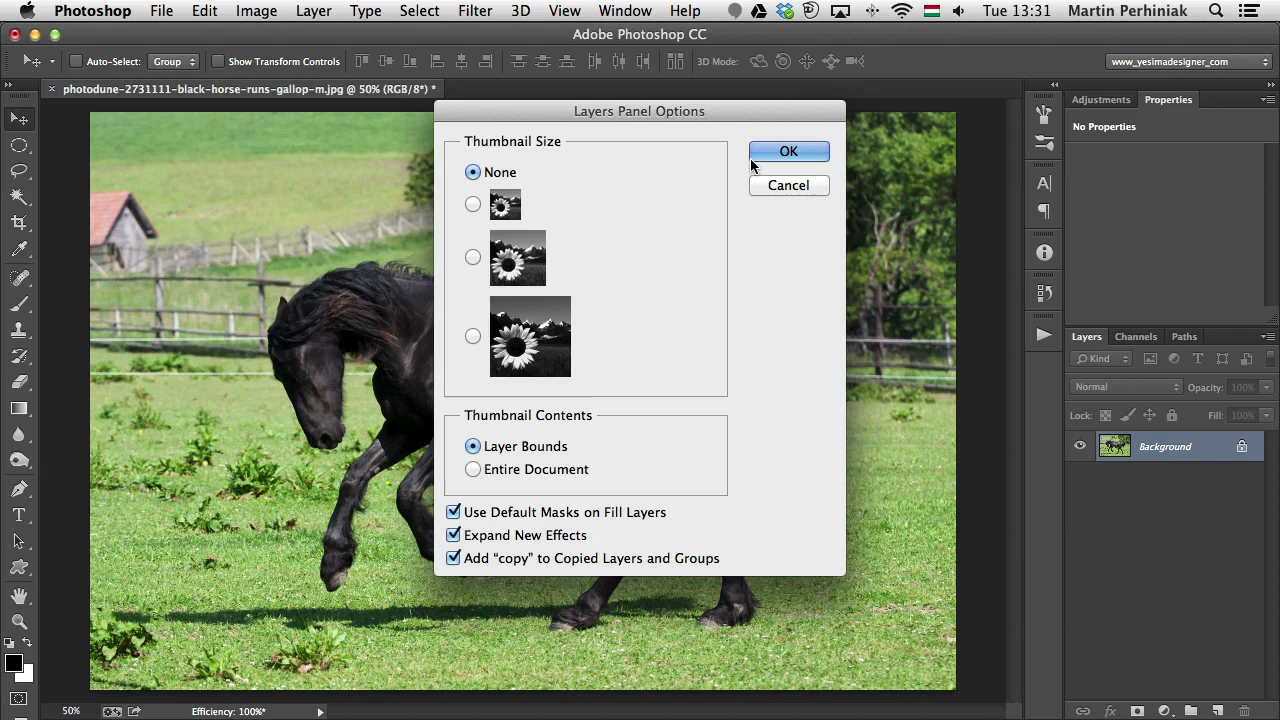 Photoshop File Edit Image Layer Type Select Filter 3D View Window Help Tue 13:31 Martin Perhiniak
Adobe Photoshop CC
Auto-Select: Group Show Transform Controls 3D Mode: www_yesimadesigner_com
photodune-2731111-black-horse-runs-gallop-m.jpg @ 50% (RGB/8*) *
Layers Panel Options
Thumbnail Size
None
OK
Cancel
Thumbnail Contents
Layer Bounds
Entire Document
Use Default Masks on Fill Layers
Expand New Effects
Add “copy” to Copied Layers and Groups
Adjustments Properties
No Properties
Layers Channels Paths
Kind
Normal Opacity: 100%
Lock: Fill: 100%
Background
50% Efficiency: 100%*